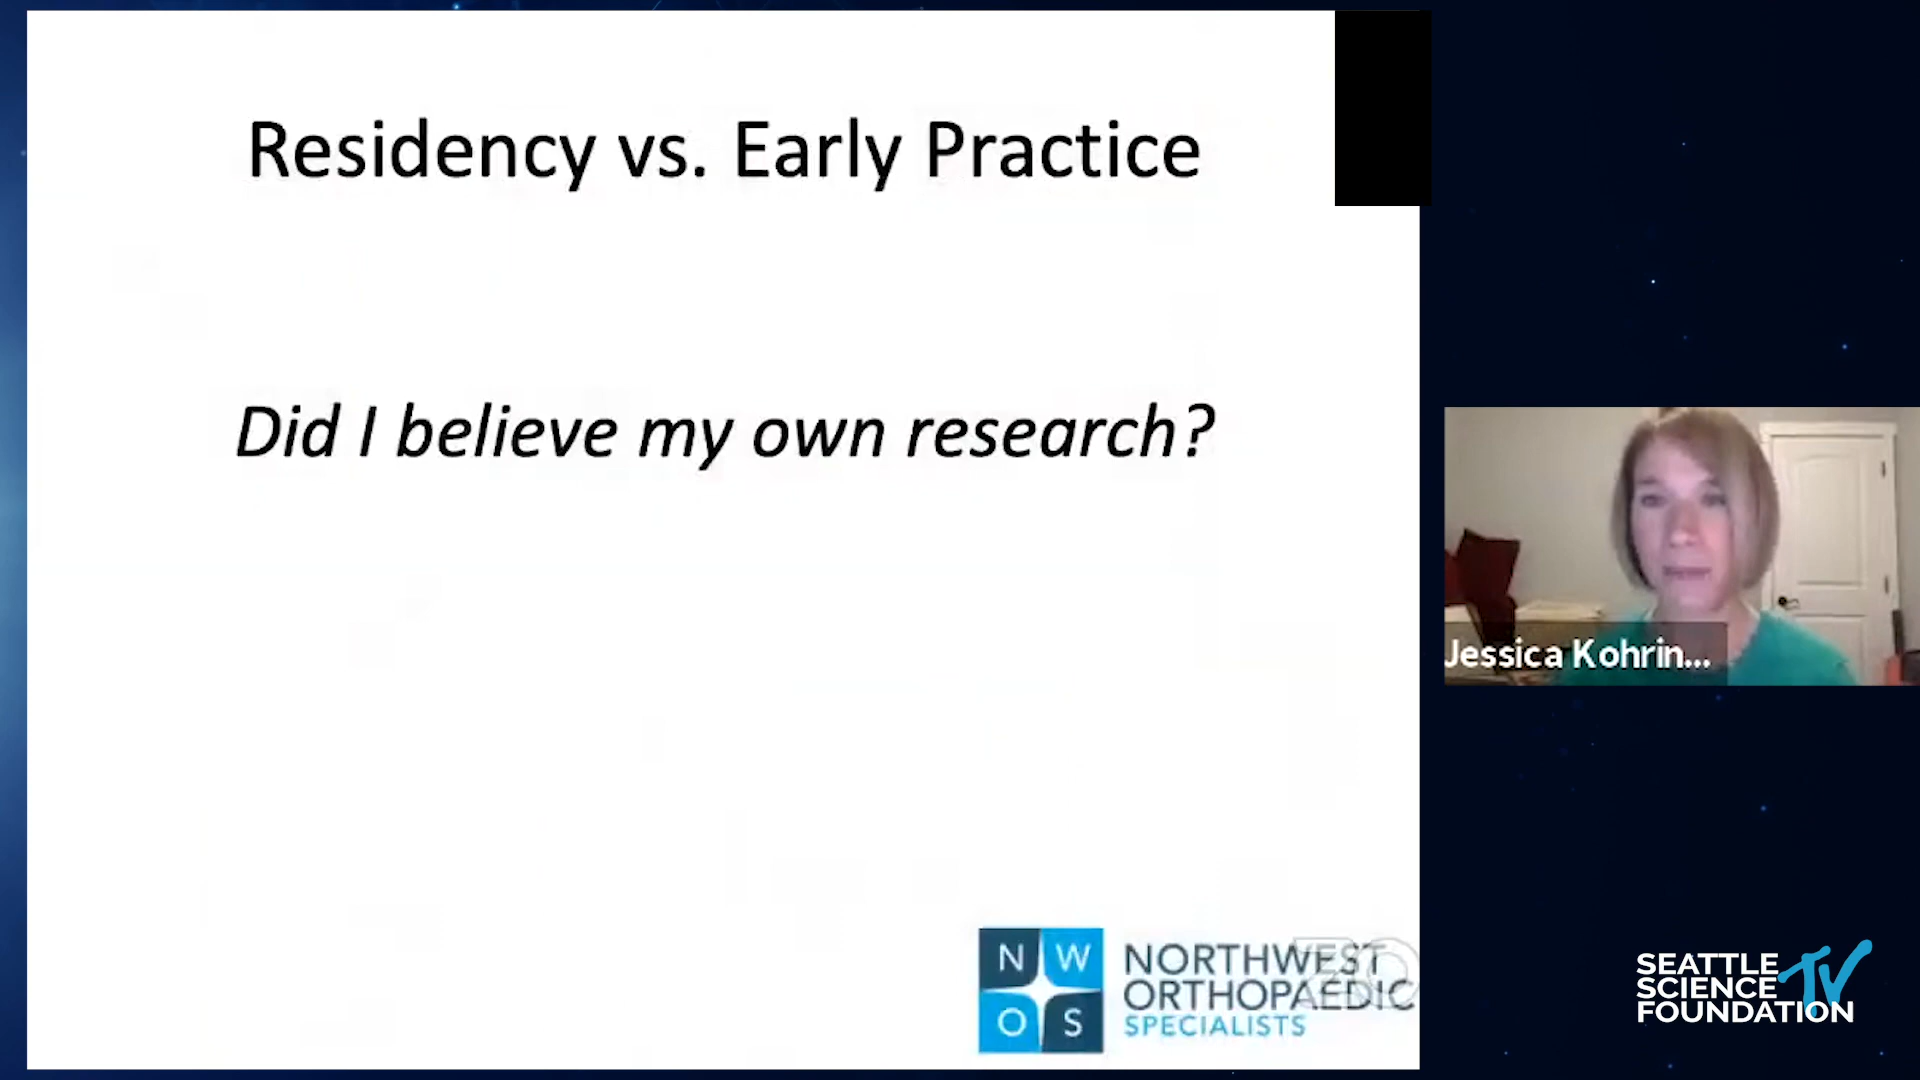 Residency vs. Early Practice
Did I believe my own research?
Jessica Kohrin...
N W
O S
NORTHWEST
ORTHOPAEDIC
SPECIALISTS
SEATTLE
SCIENCE TV
FOUNDATION